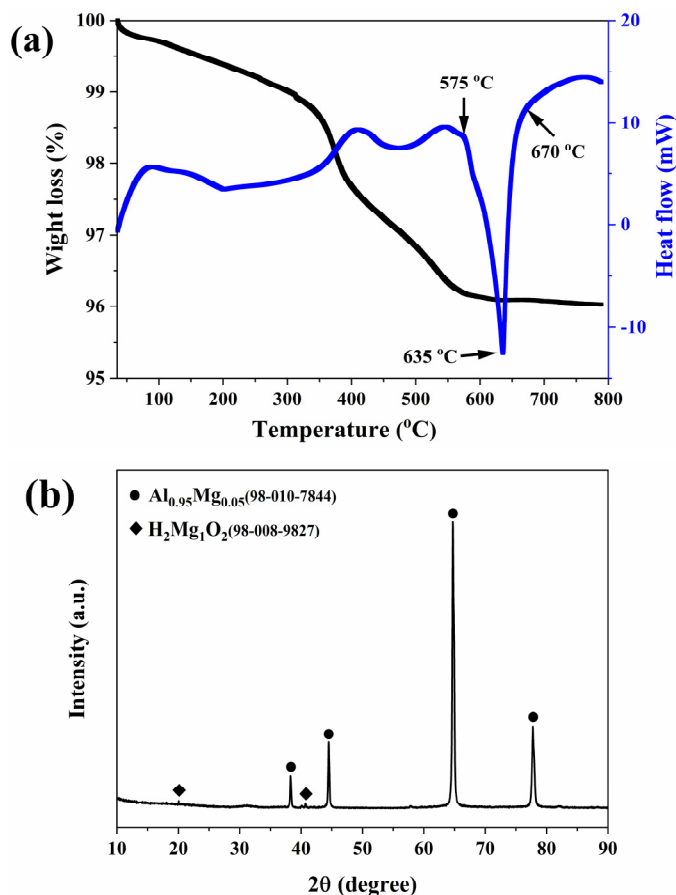 (a)
100
99
98
97
96
95
Wight loss (%)
20
10
0
-10
Heat flow (mW)
575 °C
670 °C
635 °C
100 200 300 400 500 600 700 800
Temperature (°C)
(b)
● Al0.95Mg0.05(98-010-7844)
◆ H2Mg1O2(98-008-9827)
Intensity (a.u.)
10 20 30 40 50 60 70 80 90
2θ (degree)